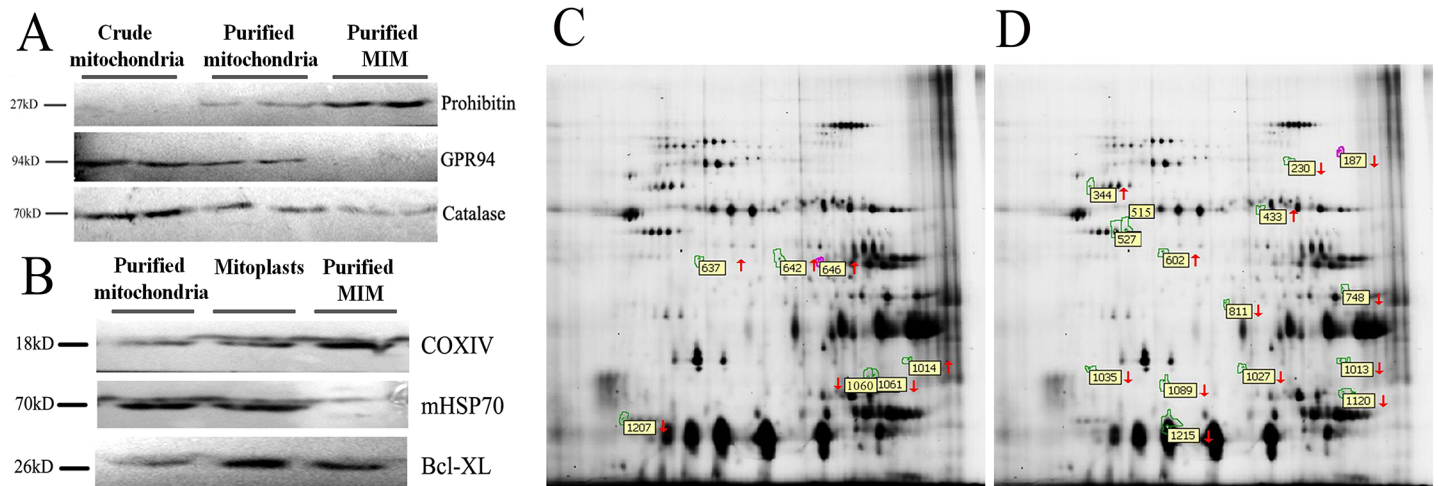 A
Crude
mitochondria
Purified
mitochondria
Purified
MIM
27kD
Prohibitin
94kD
GPR94
70kD
Catalase
B
Purified
mitochondria
Mitoplasts
Purified
MIM
18kD
COXIV
70kD
mHSP70
26kD
Bcl-XL
C
637 ↑
642 ↑
646 ↑
1014 ↑
↓ 1060
1061 ↓
1207 ↓
D
187 ↓
230 ↓
344 ↑
515
433 ↑
527
602 ↑
748 ↓
811 ↓
1013 ↓
1035 ↓
1027 ↓
1089 ↓
1120 ↓
1215 ↓